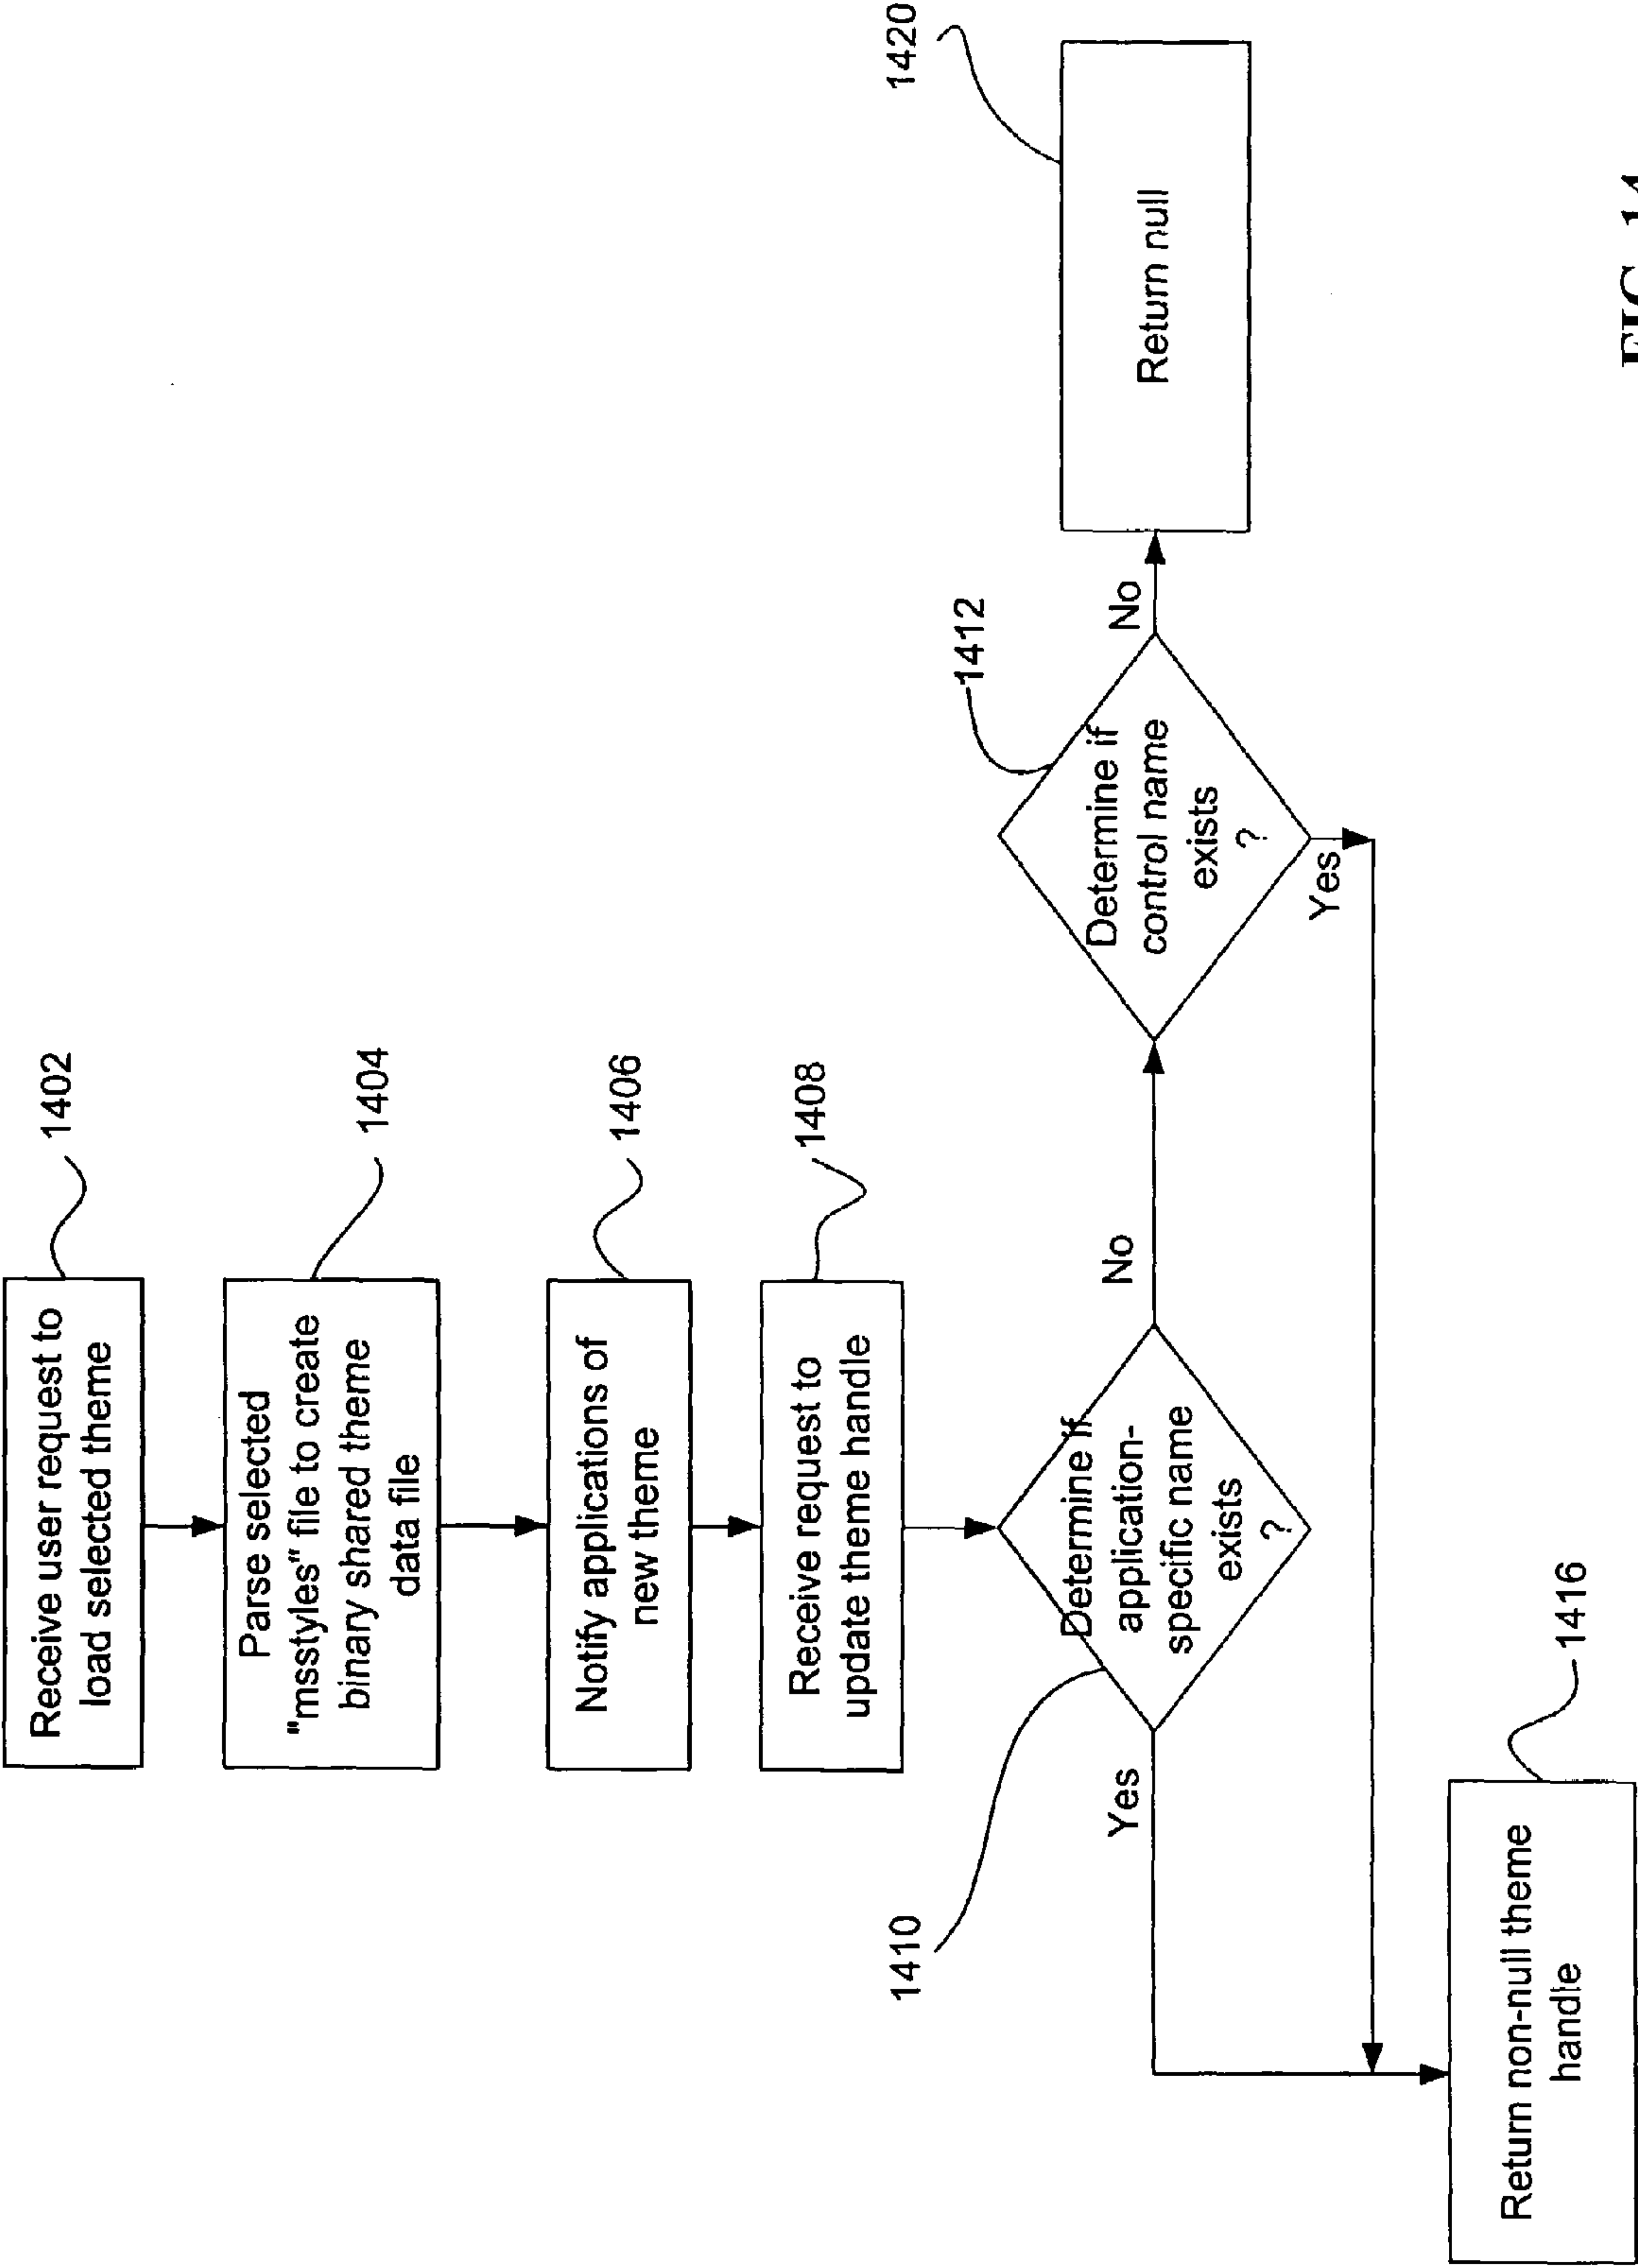 Receive user request to
load selected theme
1402
Parse selected
"msstyles" file to create
binary shared theme
data file
1404
Notify applications of
new theme
1406
Receive request to
update theme handle
1408
1410
Determine if
application-
specific name
exists
?
Yes
No
1412
Determine if
control name
exists
?
No
Yes
1420
Return null
Return non-null theme
handle
1416
FIG. 14